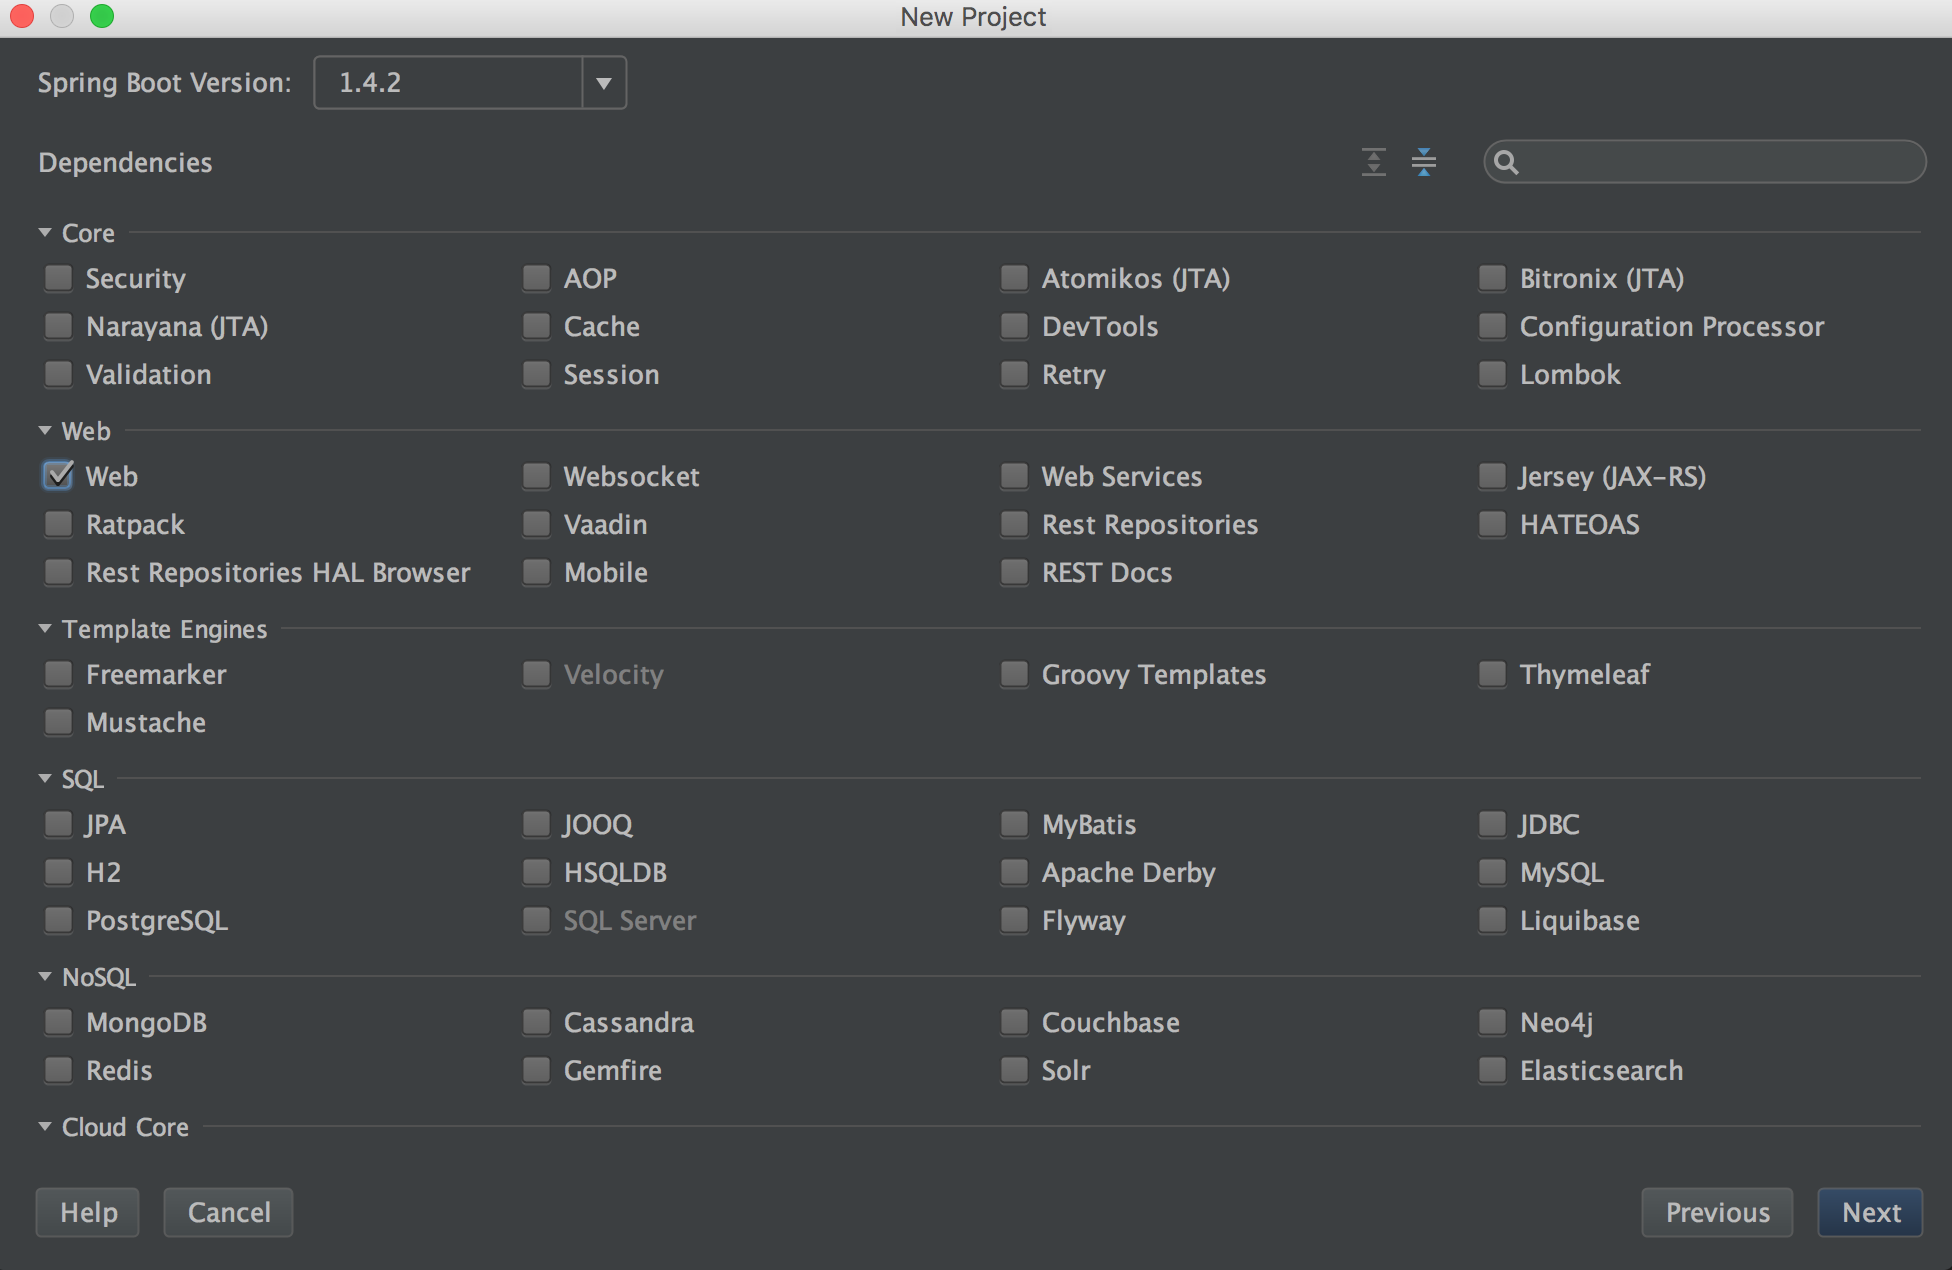 New Project
Spring Boot Version: 1.4.2
Dependencies
Core
Security AOP Atomikos (JTA) Bitronix (JTA)
Narayana (JTA) Cache DevTools Configuration Processor
Validation Session Retry Lombok
Web
Web Websocket Web Services Jersey (JAX-RS)
Ratpack Vaadin Rest Repositories HATEOAS
Rest Repositories HAL Browser Mobile REST Docs
Template Engines
Freemarker Velocity Groovy Templates Thymeleaf
Mustache
SQL
JPA JOOQ MyBatis JDBC
H2 HSQLDB Apache Derby MySQL
PostgreSQL SQL Server Flyway Liquibase
NoSQL
MongoDB Cassandra Couchbase Neo4j
Redis Gemfire Solr Elasticsearch
Cloud Core
Help Cancel Previous Next